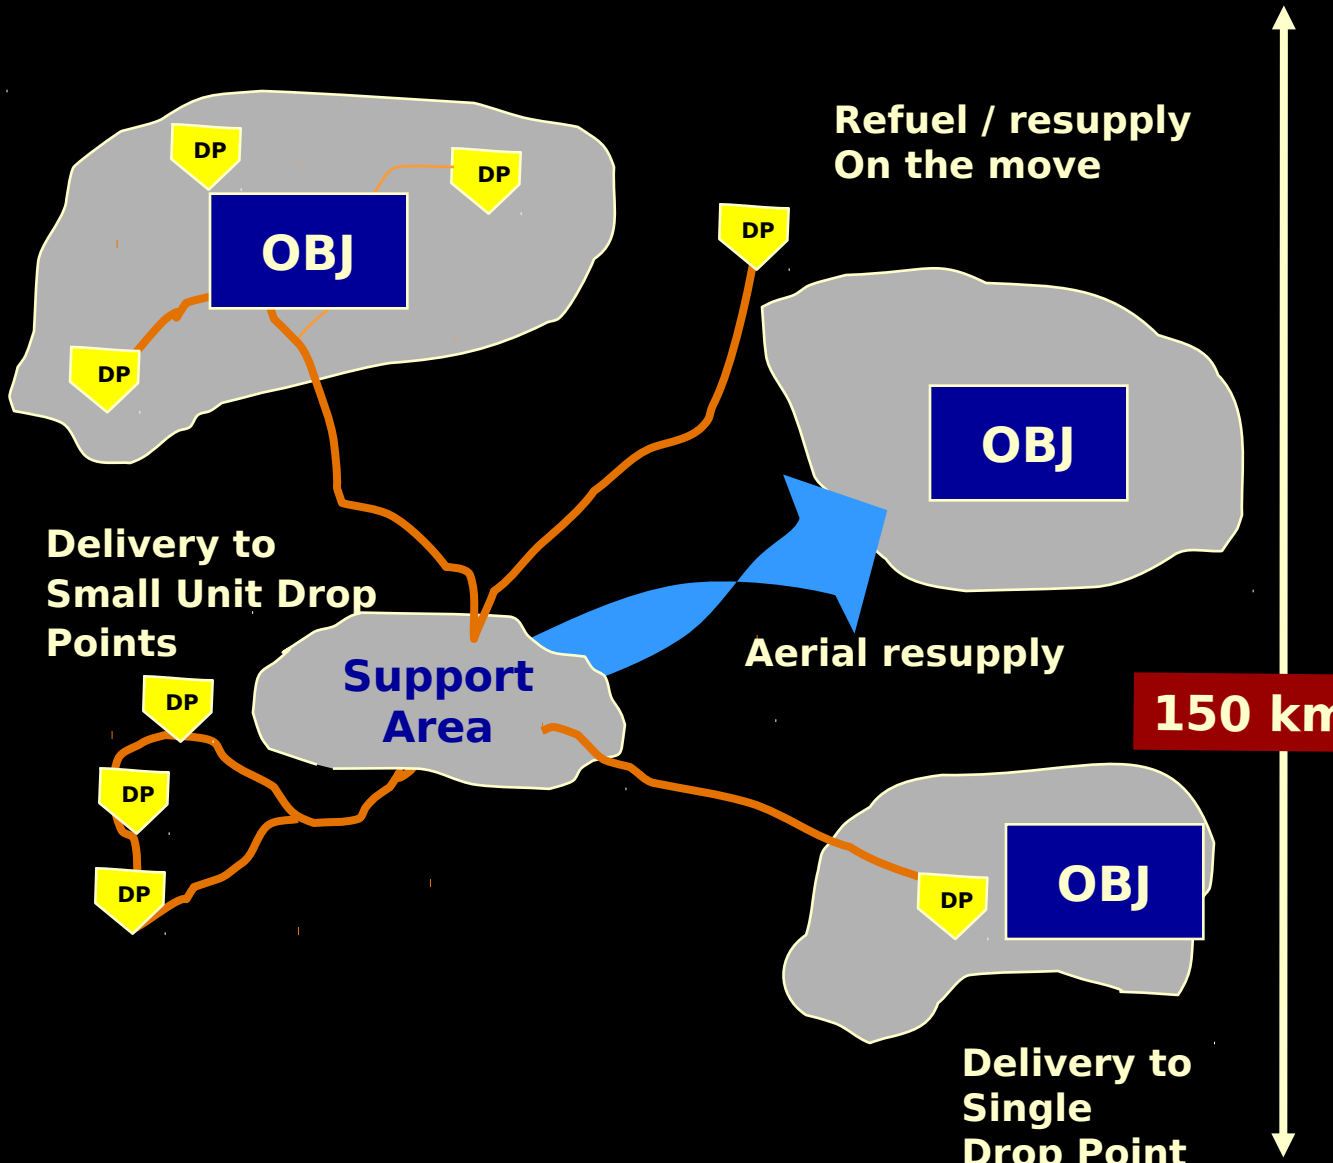 Refuel / resupply
On the move
DP
DP
DP
OBJ
DP
OBJ
Delivery to
Small Unit Drop
Points
Aerial resupply
Support
Area
DP
150 km
DP
DP
DP
OBJ
Delivery to
Single
Drop Point